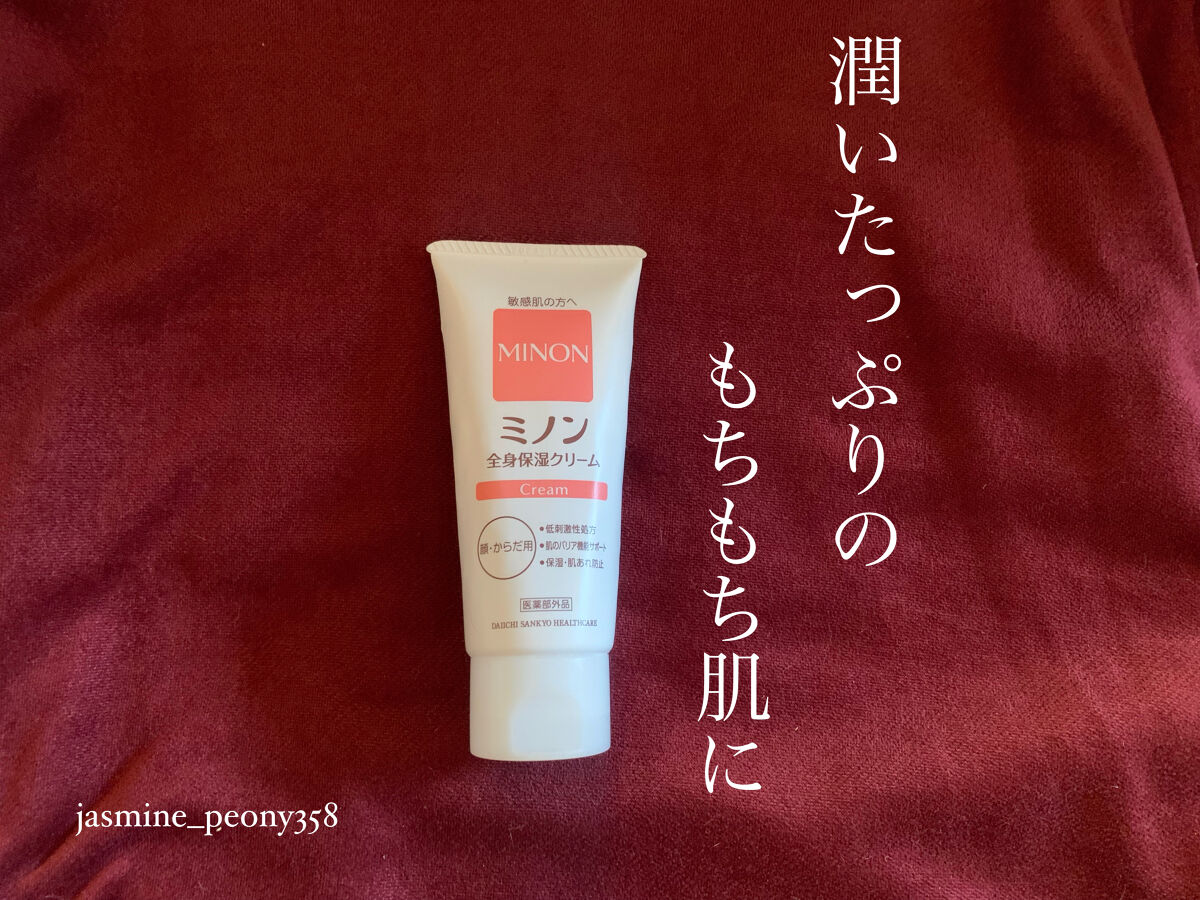 潤いたっぷりの
もちもち肌に
敏感肌の方へ
MINON
ミノン
全身保湿クリーム
Cream
顔・からだ用
●低刺激性処方
●肌のバリア機能サポート
●保湿・肌あれ防止
医薬部外品
DAIICHI SANKYO HEALTHCARE
jasmine_peony358